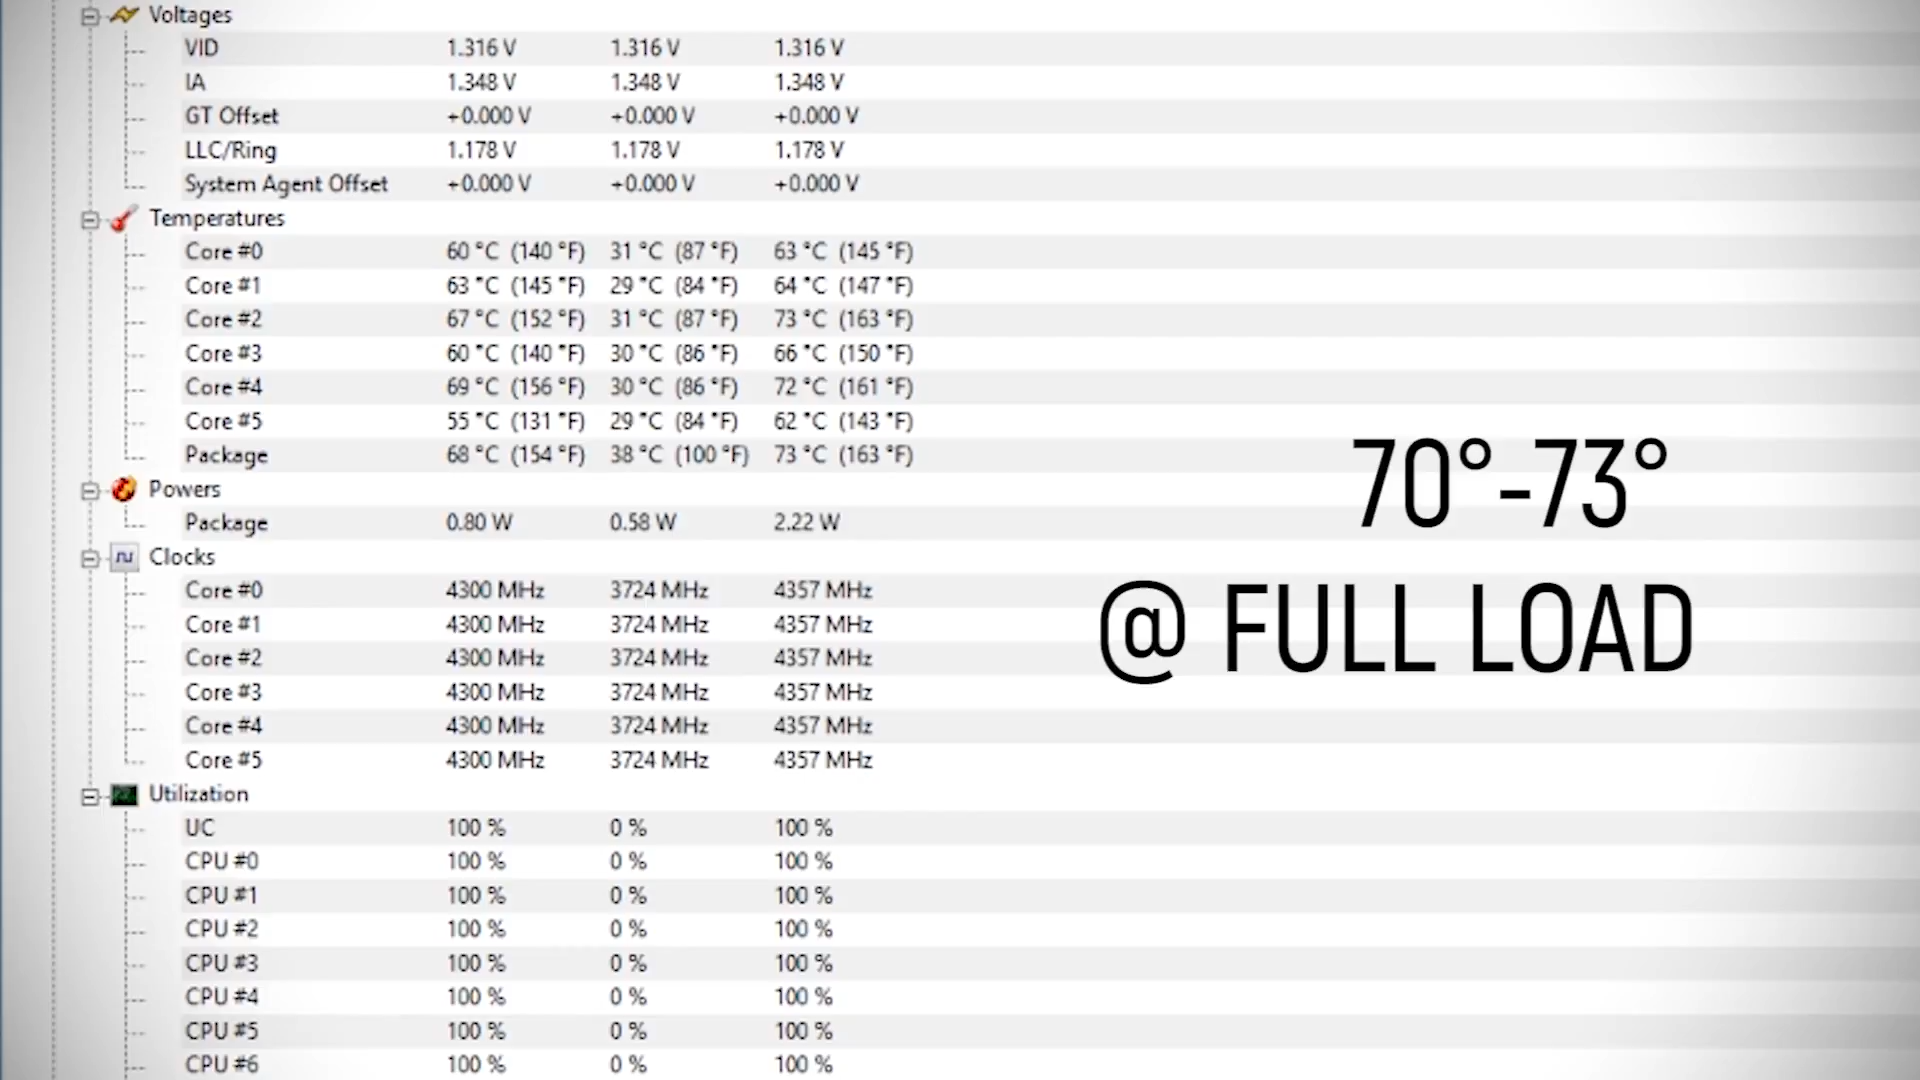 Voltages
VID 1.316 V 1.316 V 1.316 V
IA 1.348 V 1.348 V 1.348 V
GT Offset +0.000 V +0.000 V +0.000 V
LLC/Ring 1.178 V 1.178 V 1.178 V
System Agent Offset +0.000 V +0.000 V +0.000 V
Temperatures
Core #0 60 °C (140 °F) 31 °C (87 °F) 63 °C (145 °F)
Core #1 63 °C (145 °F) 29 °C (84 °F) 64 °C (147 °F)
Core #2 67 °C (152 °F) 31 °C (87 °F) 73 °C (163 °F)
Core #3 60 °C (140 °F) 30 °C (86 °F) 66 °C (150 °F)
Core #4 69 °C (156 °F) 30 °C (86 °F) 72 °C (161 °F)
Core #5 55 °C (131 °F) 29 °C (84 °F) 62 °C (143 °F)
Package 68 °C (154 °F) 38 °C (100 °F) 73 °C (163 °F)
Powers
Package 0.80 W 0.58 W 2.22 W
Clocks
Core #0 4300 MHz 3724 MHz 4357 MHz
Core #1 4300 MHz 3724 MHz 4357 MHz
Core #2 4300 MHz 3724 MHz 4357 MHz
Core #3 4300 MHz 3724 MHz 4357 MHz
Core #4 4300 MHz 3724 MHz 4357 MHz
Core #5 4300 MHz 3724 MHz 4357 MHz
Utilization
UC 100 % 0 % 100 %
CPU #0 100 % 0 % 100 %
CPU #1 100 % 0 % 100 %
CPU #2 100 % 0 % 100 %
CPU #3 100 % 0 % 100 %
CPU #4 100 % 0 % 100 %
CPU #5 100 % 0 % 100 %
CPU #6 100 % 0 % 100 %
70°-73°
@ FULL LOAD